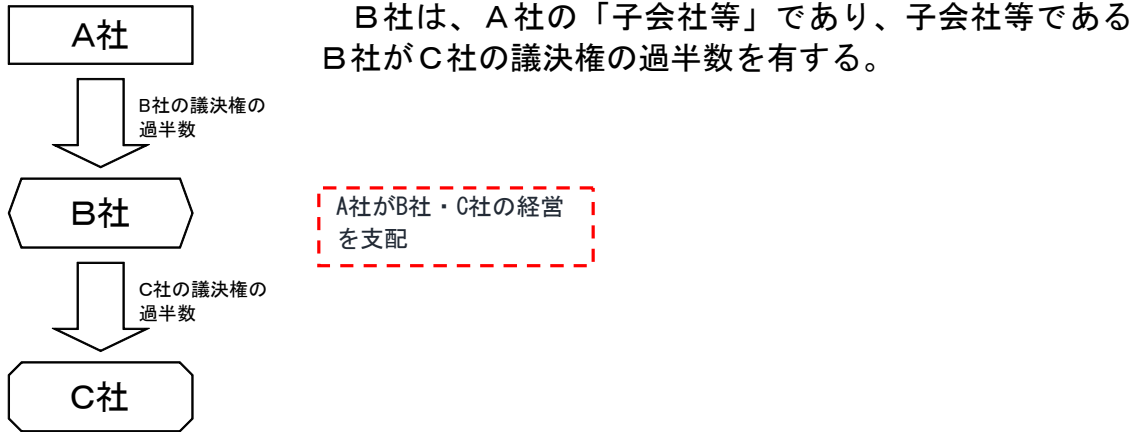 A社
B社は、A社の「子会社等」であり、子会社等である
B社がC社の議決権の過半数を有する。
B社の議決権の
過半数
B社
A社がB社・C社の経営
を支配
C社の議決権の
過半数
C社